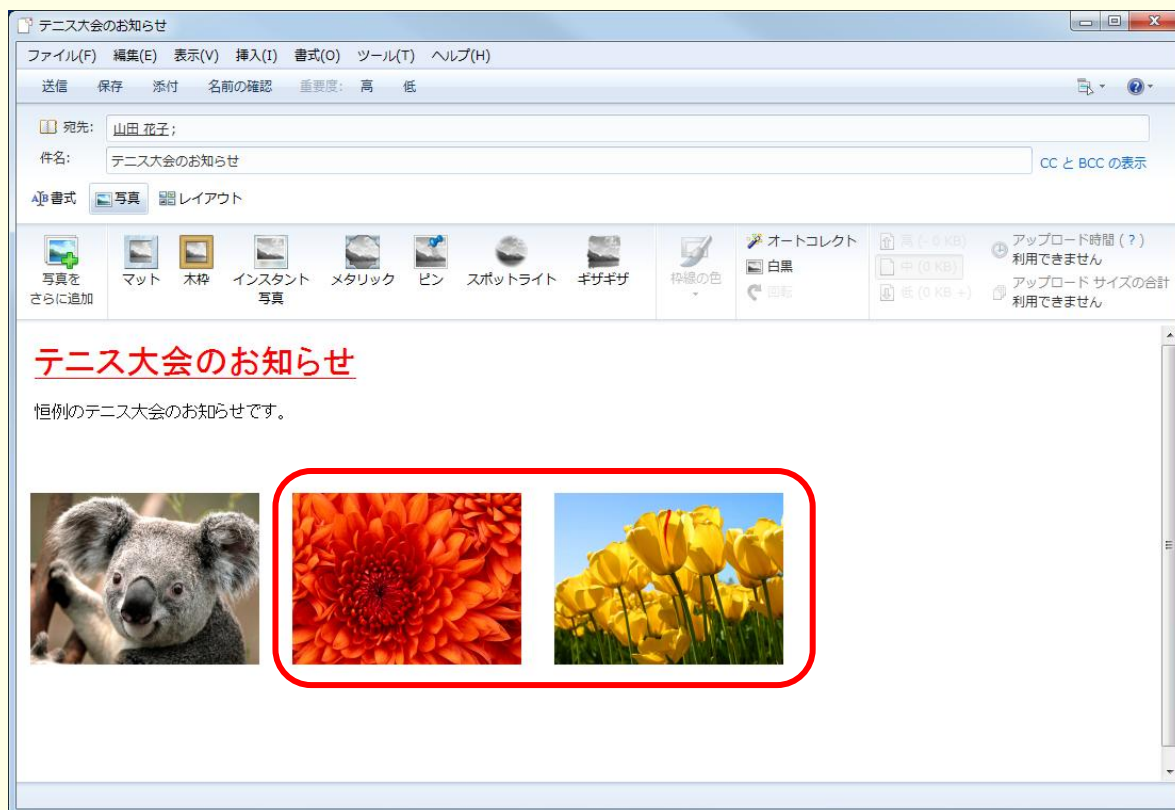 テニス大会のお知らせ
ファイル(F) 編集(E) 表示(V) 挿入(I) 書式(O) ツール(T) ヘルプ(H)
送信 保存 添付 名前の確認 重要度: 高 低
宛先: 山田 花子;
件名: テニス大会のお知らせ CC と BCC の表示
書式 写真 レイアウト
写真を
さらに追加
マット 木枠 インスタント
写真
メタリック ピン スポットライト ギザギザ
枠線の色
オートコレクト
白黒
回転
高 (- 0 KB)
中 (0 KB)
低 (0 KB +)
アップロード時間 ( ? )
利用できません
アップロード サイズの合計
利用できません
テニス大会のお知らせ
恒例のテニス大会のお知らせです。